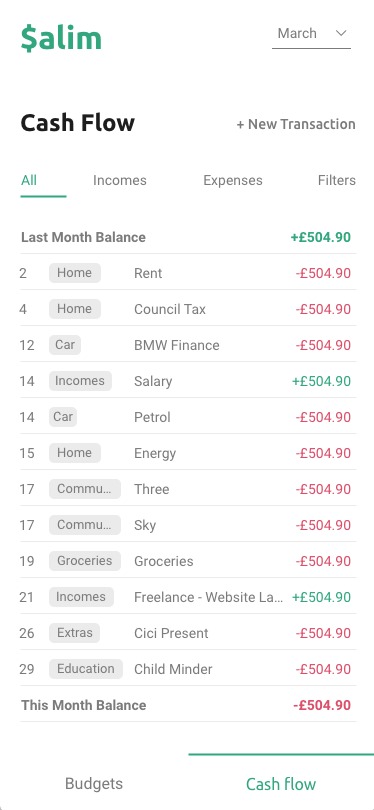 $alim
March
Cash Flow
+ New Transaction
All Incomes Expenses Filters
Last Month Balance +£504.90
2 Home Rent -£504.90
4 Home Council Tax -£504.90
12 Car BMW Finance -£504.90
14 Incomes Salary +£504.90
14 Car Petrol -£504.90
15 Home Energy -£504.90
17 Commu... Three -£504.90
17 Commu... Sky -£504.90
19 Groceries Groceries -£504.90
21 Incomes Freelance - Website La... +£504.90
26 Extras Cici Present -£504.90
29 Education Child Minder -£504.90
This Month Balance -£504.90
Budgets Cash flow